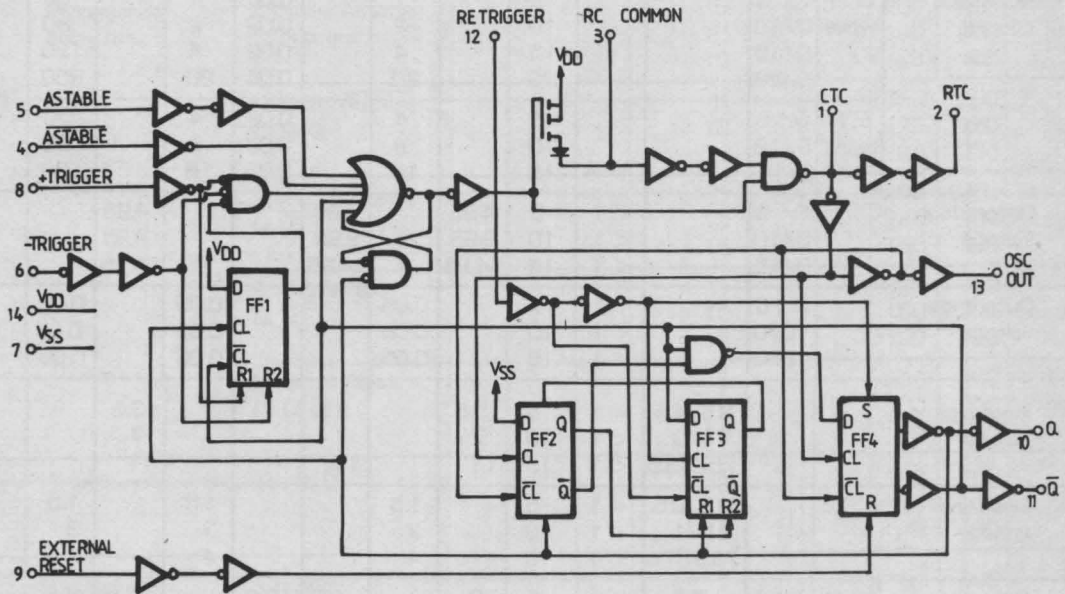 RETRIGGER
12
RC COMMON
3
VDD
5 ASTABLE
4 ASTABLE
8 +TRIGGER
CTC
1
RTC
2
-TRIGGER
6
VDD
14
VSS
7
VDD
D
FF1
CL
CL
R1 R2
OSC
OUT
13
VSS
D Q
FF2
CL
Q
CL
D Q
FF3
CL
CL Q
R1 R2
S
D
FF4
CL
CL
R
Q
10
Q
11
EXTERNAL
RESET
9